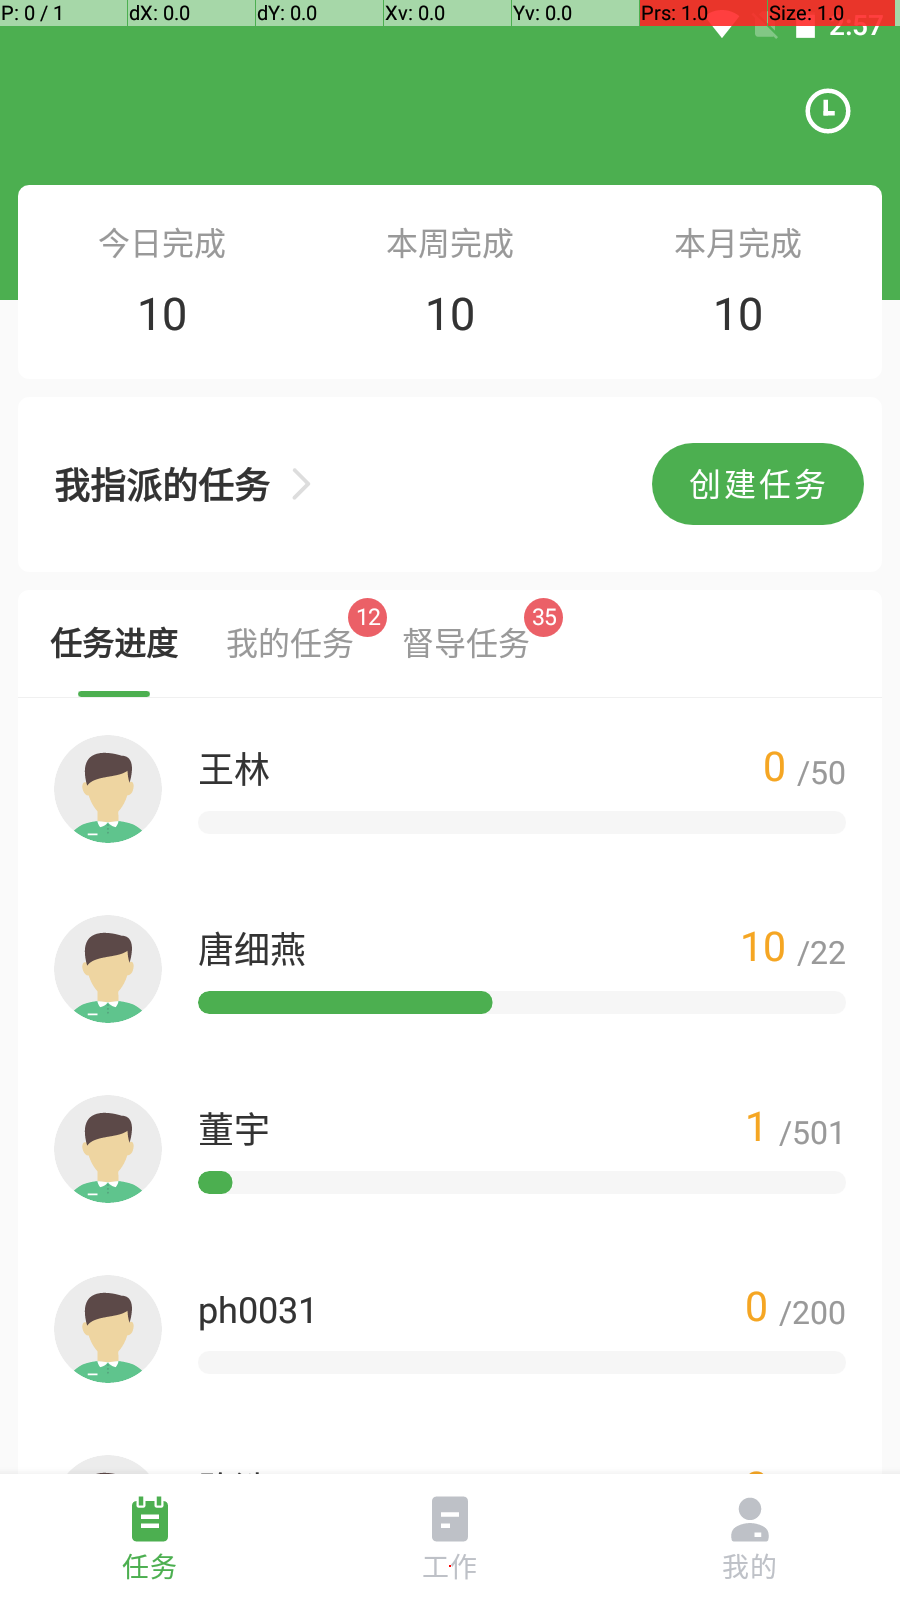 P: 0 / 1 dX: 0.0 dY: 0.0 Xv: 0.0 Yv: 0.0 Prs: 1.0 Size: 1.0
2:57
今日完成 本周完成 本月完成
10 10 10
我指派的任务 创建任务
任务进度 我的任务 12 督导任务 35
王林 0 /50
唐细燕 10 /22
董宇 1 /501
ph0031 0 /200
任务 工作 我的